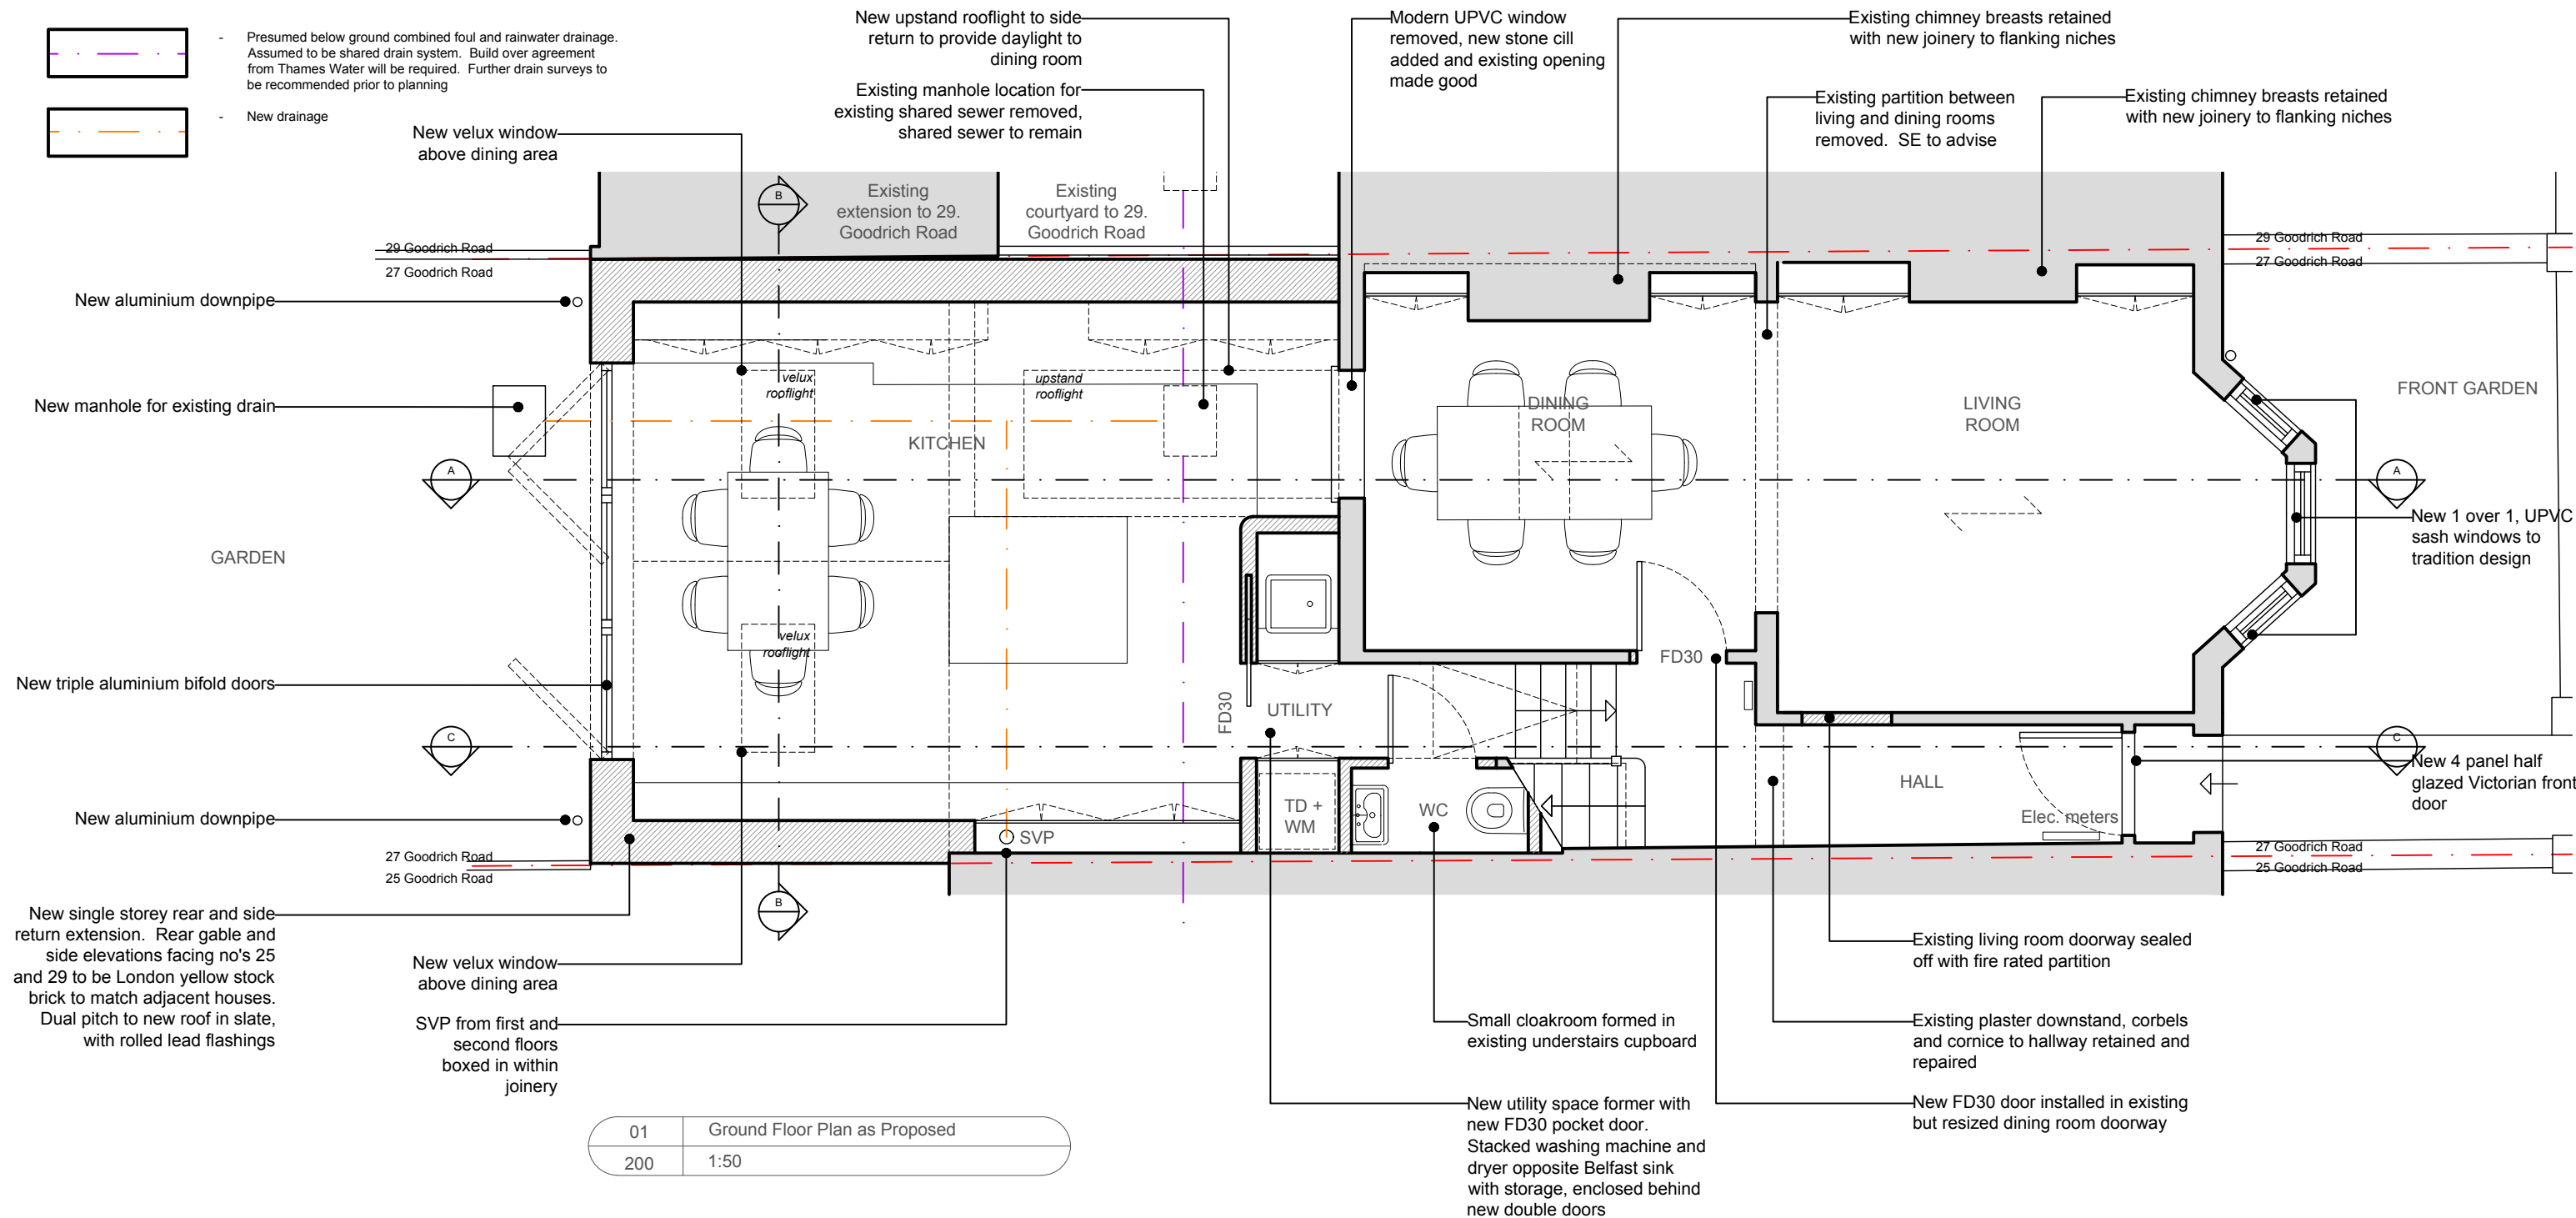 - Presumed below ground combined foul and rainwater drainage.
Assumed to be shared drain system. Build over agreement
from Thames Water will be required. Further drain surveys to
be recommended prior to planning
- New drainage
New upstand rooflight to side
return to provide daylight to
dining room
Existing manhole location for
existing shared sewer removed,
shared sewer to remain
New velux window
above dining area
Modern UPVC window
removed, new stone cill
added and existing opening
made good
Existing chimney breasts retained
with new joinery to flanking niches
Existing partition between
living and dining rooms
removed. SE to advise
Existing chimney breasts retained
with new joinery to flanking niches
B
Existing
extension to 29.
Goodrich Road
Existing
courtyard to 29.
Goodrich Road
29 Goodrich Road
27 Goodrich Road
29 Goodrich Road
27 Goodrich Road
New aluminium downpipe
New manhole for existing drain
velux
rooflight
upstand
rooflight
KITCHEN
DINING
ROOM
LIVING
ROOM
FRONT GARDEN
A
A
GARDEN
New 1 over 1, UPVC
sash windows to
tradition design
velux
rooflight
FD30
New triple aluminium bifold doors
FD30
UTILITY
C
C
New 4 panel half
glazed Victorian front
door
HALL
Elec. meters
TD +
WM
WC
SVP
New aluminium downpipe
27 Goodrich Road
25 Goodrich Road
27 Goodrich Road
25 Goodrich Road
B
New single storey rear and side
return extension. Rear gable and
side elevations facing no's 25
and 29 to be London yellow stock
brick to match adjacent houses.
Dual pitch to new roof in slate,
with rolled lead flashings
New velux window
above dining area
SVP from first and
second floors
boxed in within
joinery
Existing living room doorway sealed
off with fire rated partition
Small cloakroom formed in
existing understairs cupboard
Existing plaster downstand, corbels
and cornice to hallway retained and
repaired
New utility space former with
new FD30 pocket door.
Stacked washing machine and
dryer opposite Belfast sink
with storage, enclosed behind
new double doors
New FD30 door installed in existing
but resized dining room doorway
01 Ground Floor Plan as Proposed
200 1:50